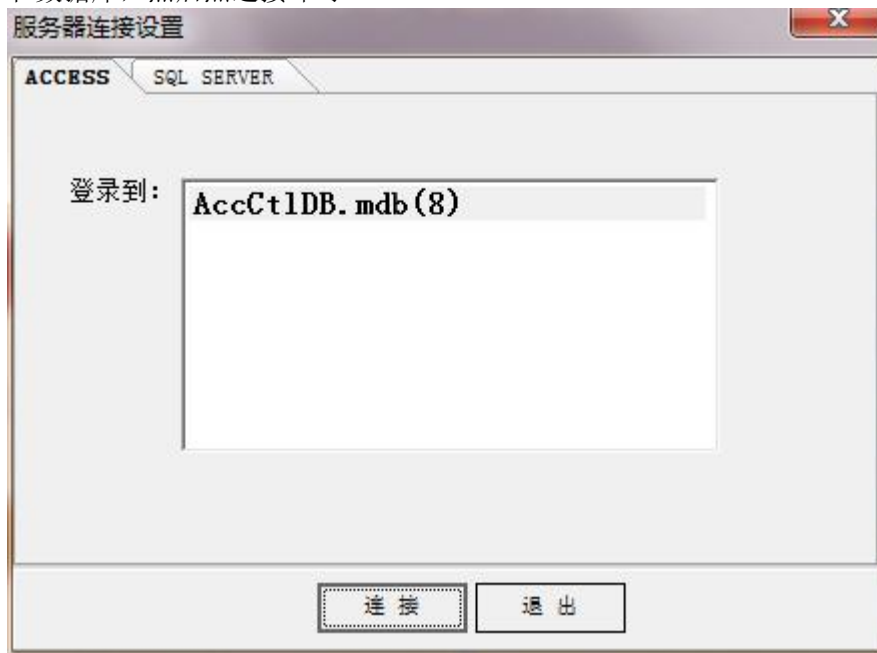 服务器连接设置
ACCESS SQL SERVER
登录到:
AccCtlDB.mdb(8)
连 接 退 出